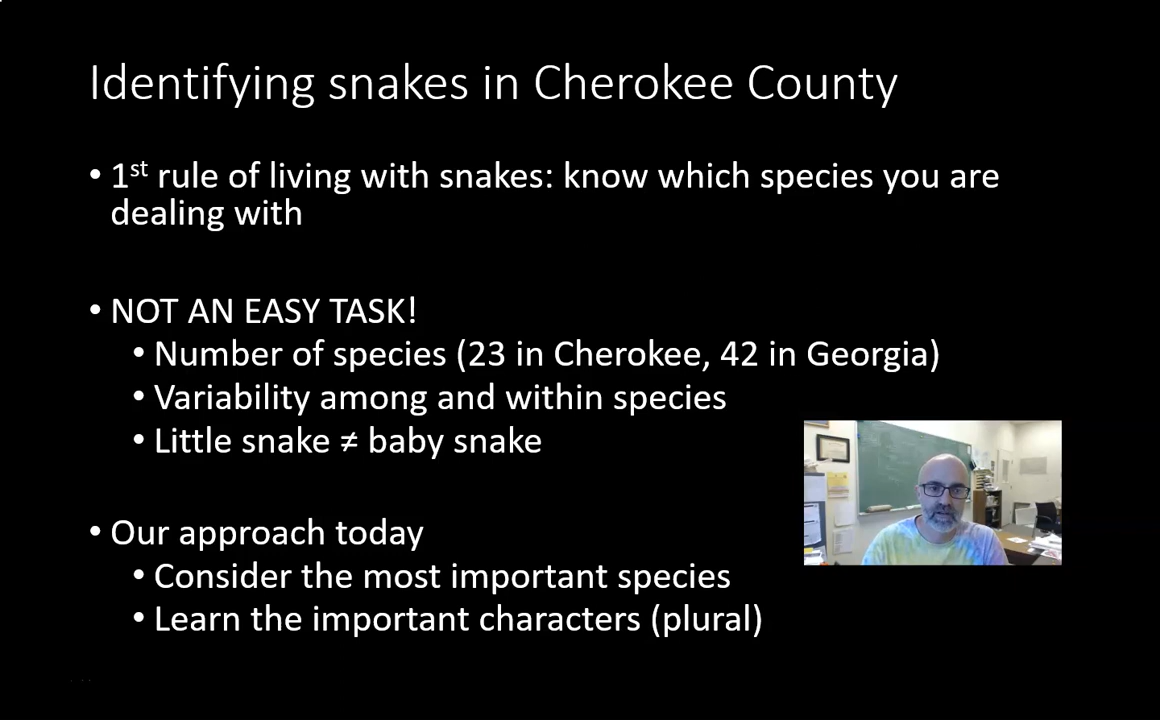 Identifying snakes in Cherokee County
• 1st rule of living with snakes: know which species you are
dealing with
• NOT AN EASY TASK!
• Number of species (23 in Cherokee, 42 in Georgia)
• Variability among and within species
• Little snake ≠ baby snake
• Our approach today
• Consider the most important species
• Learn the important characters (plural)